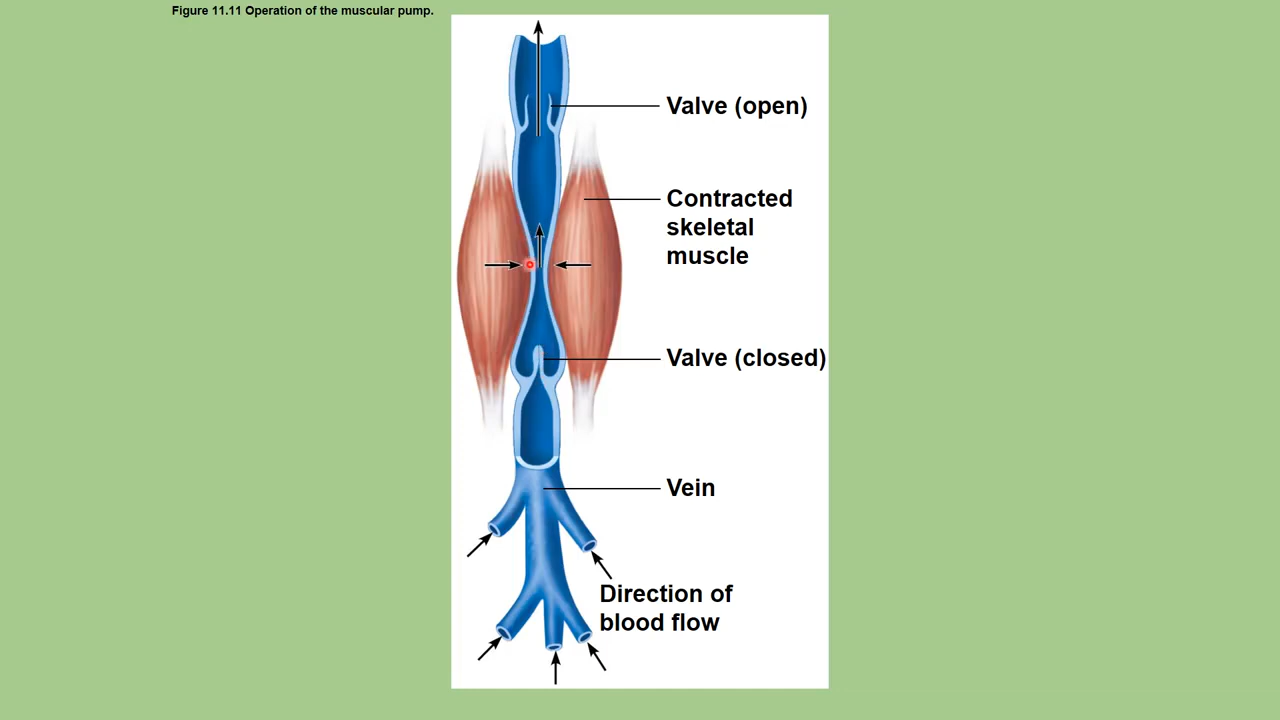 Figure 11.11 Operation of the muscular pump.
Valve (open)
Contracted
skeletal
muscle
Valve (closed)
Vein
Direction of
blood flow